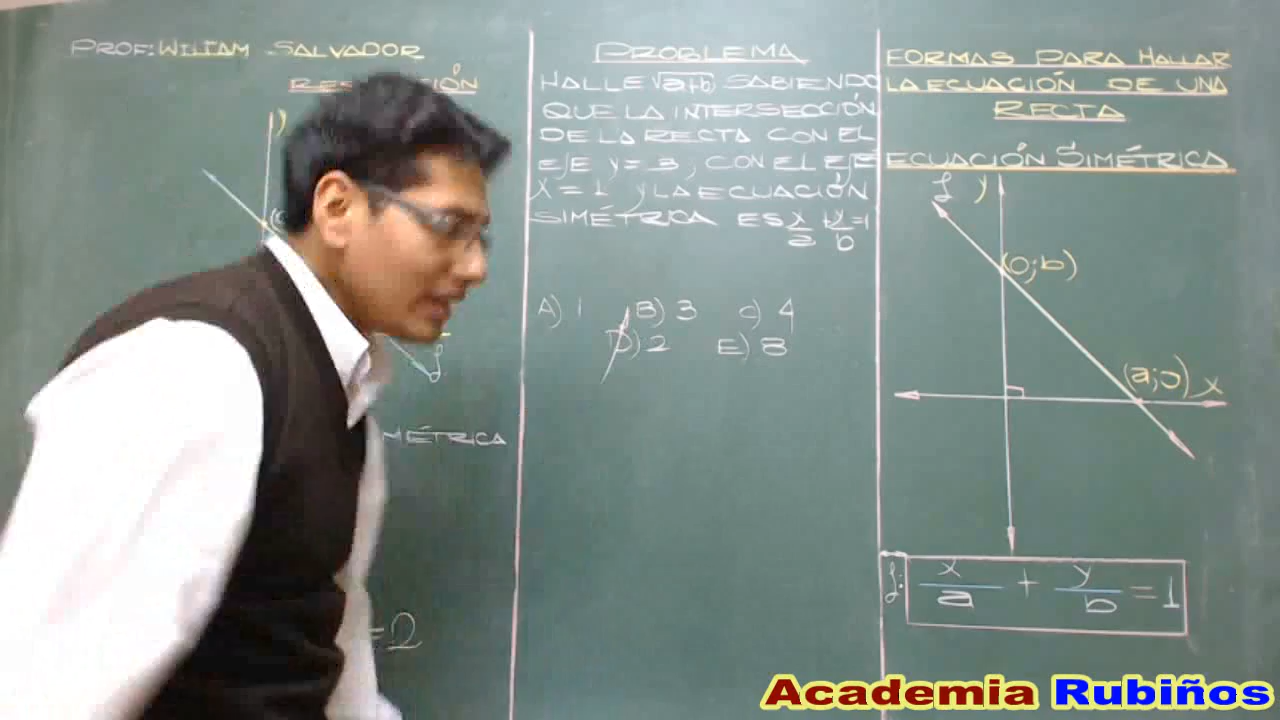 PROF: WILIAM SALVADOR
PROBLEMA
HALLE √a+b SABIENDO
QUE LA INTERSECCIÓN
DE LA RECTA CON EL
EJE Y=3, CON EL EJE
X=1 Y LA ECUACIÓN
SIMÉTRICA ES x/a + y/b = 1
A) 1 B) 3 C) 4
D) 2 E) 8
FORMAS PARA HALLAR
LA ECUACIÓN DE UNA
RECTA
ECUACIÓN SIMÉTRICA
L y
(0;b)
(a;0) x
L: x/a + y/b = 1
y
L
=2
Academia Rubiños